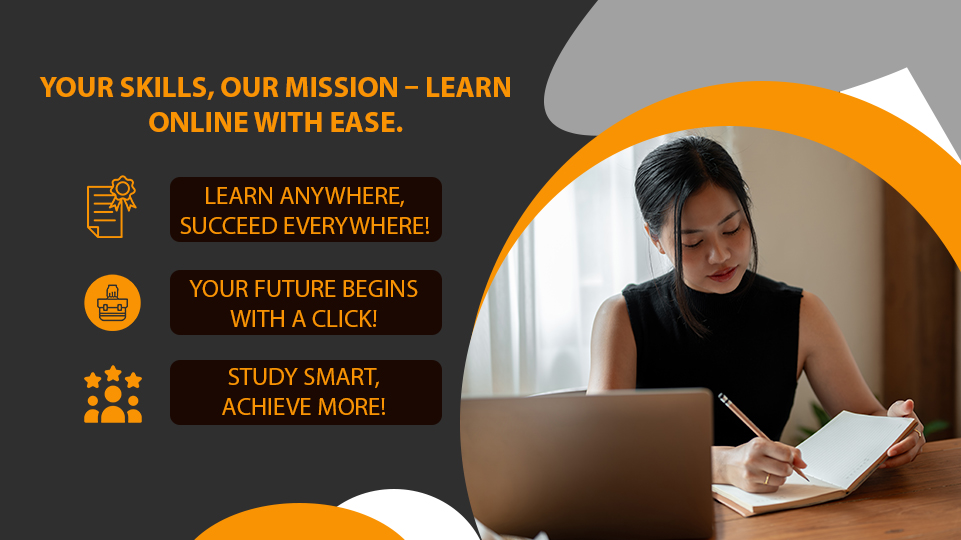 YOUR SKILLS, OUR MISSION – LEARN
ONLINE WITH EASE.
LEARN ANYWHERE,
SUCCEED EVERYWHERE!
YOUR FUTURE BEGINS
WITH A CLICK!
STUDY SMART,
ACHIEVE MORE!